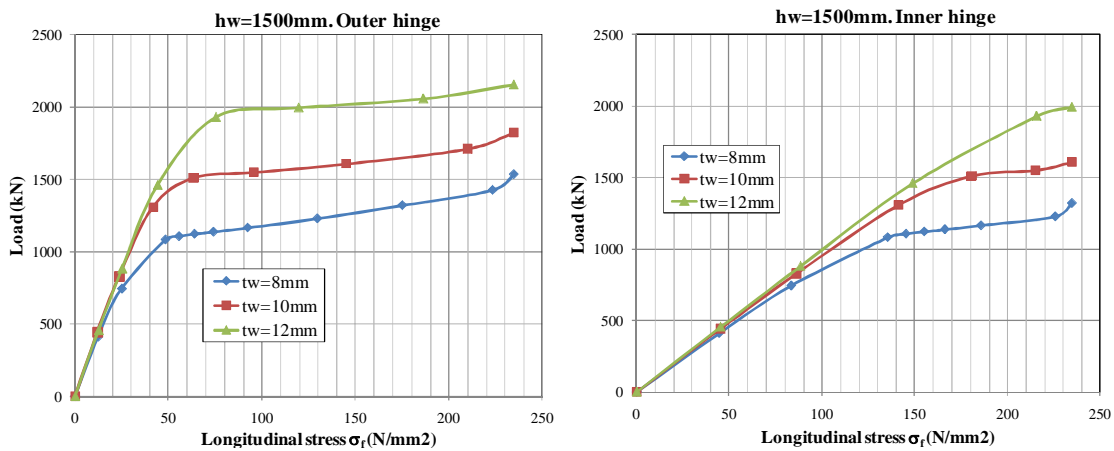 hw=1500mm. Outer hinge
2500
2000
1500
1000
500
0
Load (kN)
tw=8mm
tw=10mm
tw=12mm
0 50 100 150 200 250
Longitudinal stress σf (N/mm2)
hw=1500mm. Inner hinge
2500
2000
1500
1000
500
0
Load (kN)
tw=8mm
tw=10mm
tw=12mm
0 50 100 150 200 250
Longitudinal stress σf (N/mm2)